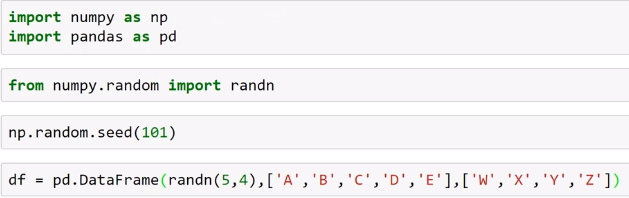 import numpy as np
import pandas as pd
from numpy.random import randn
np.random.seed(101)
df = pd.DataFrame(randn(5,4),['A','B','C','D','E'],['W','X','Y','Z'])